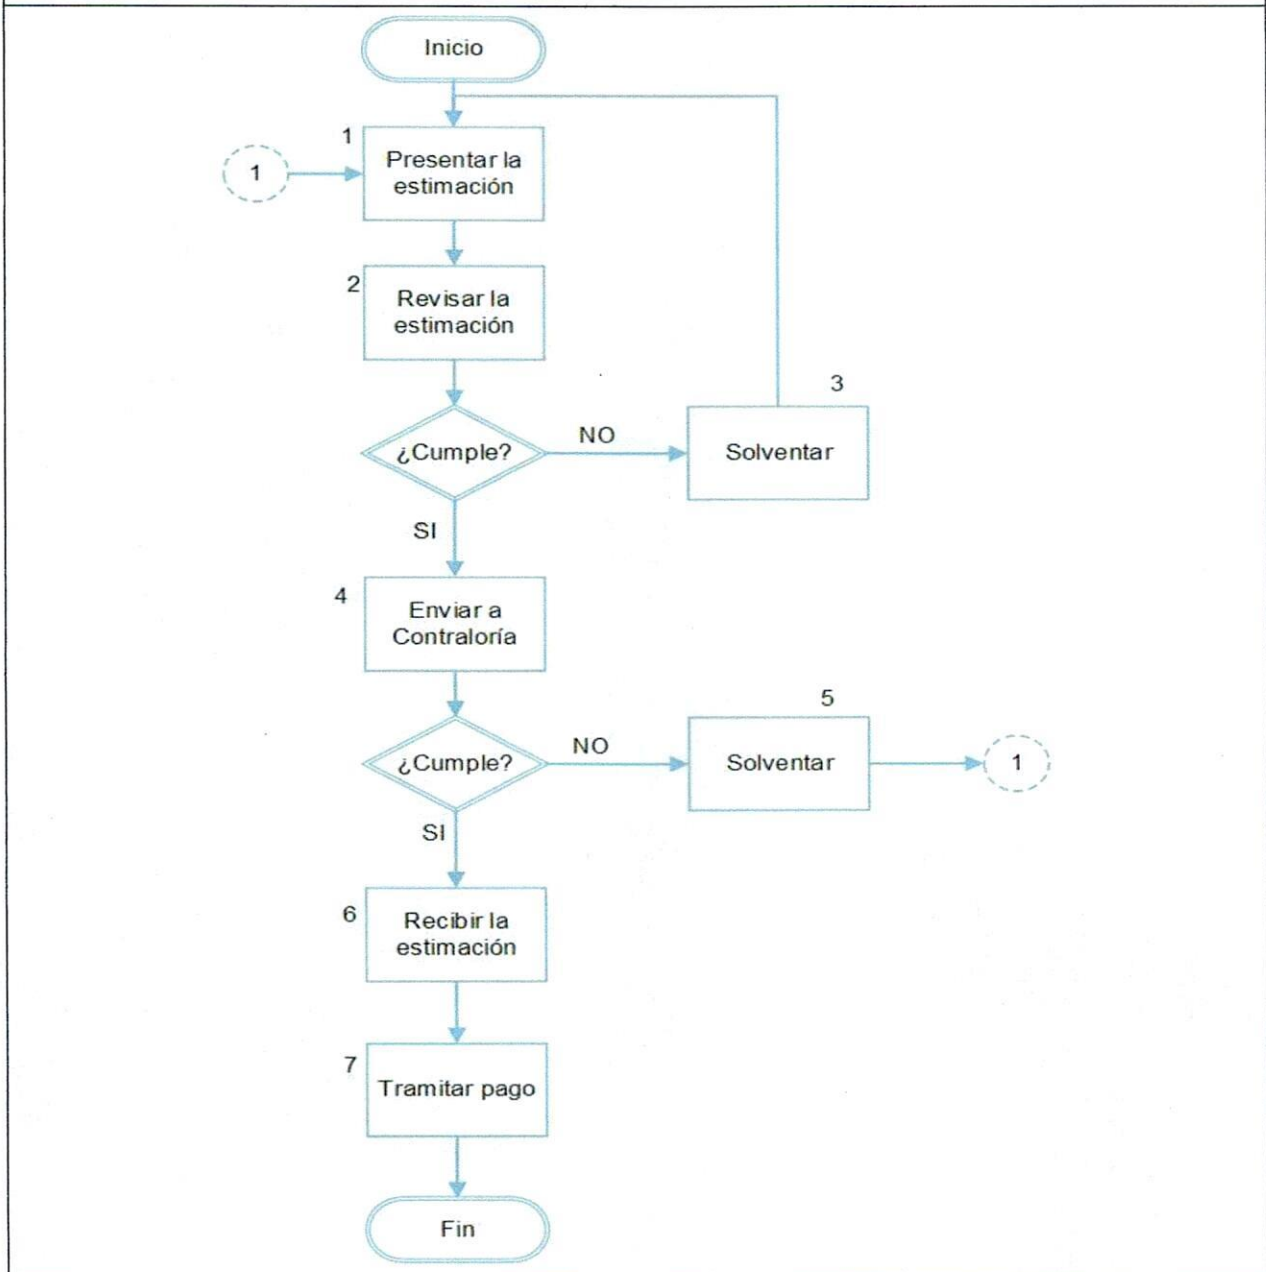 Inicio
1
1
Presentar la
estimación
2
Revisar la
estimación
3
¿Cumple?
NO
Solventar
SI
4
Enviar a
Contraloría
5
¿Cumple?
NO
Solventar
1
SI
6
Recibir la
estimación
7
Tramitar pago
Fin